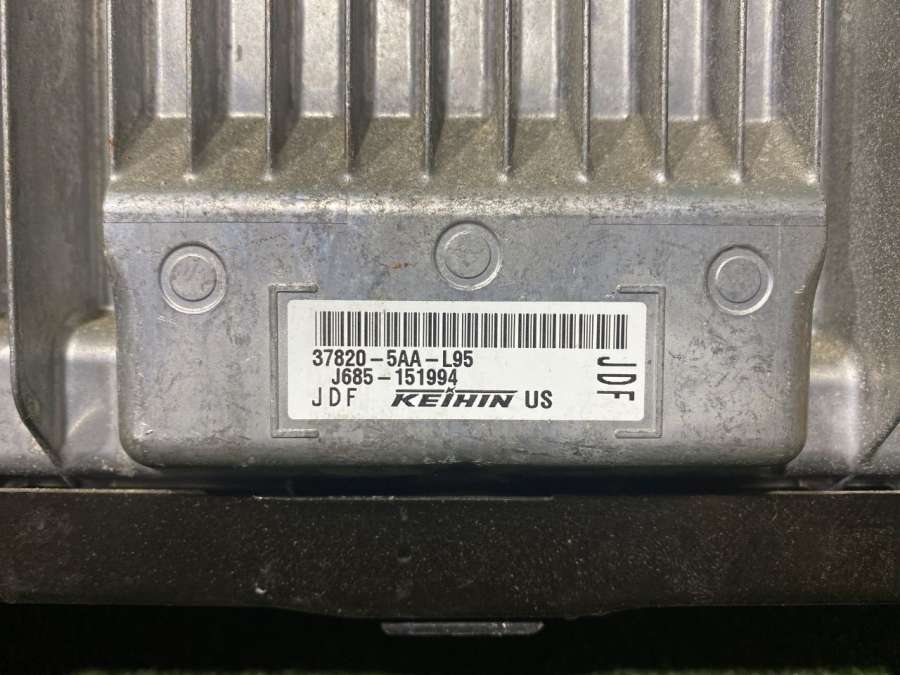 37820-5AA-L95
J685-151994
JDF KEIHIN US
JDF